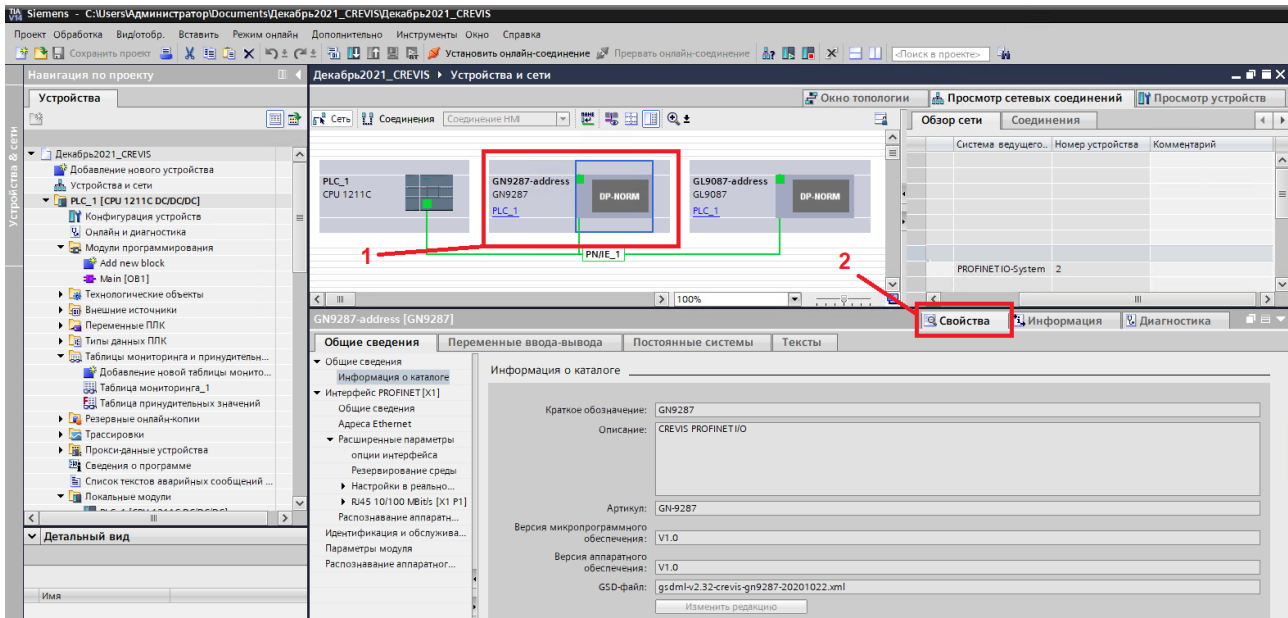 TIA V14
Siemens - C:\Users\Администратор\Documents\Декабрь2021_CREVIS\Декабрь2021_CREVIS
Проект Обработка Вид/отобр. Вставить Режим онлайн Дополнительно Инструменты Окно Справка
Сохранить проект Установить онлайн-соединение Прервать онлайн-соединение <Поиск в проекте>
Навигация по проекту
Устройства
Устройства & сети
Декабрь2021_CREVIS
Добавление нового устройства
Устройства и сети
PLC_1 [CPU 1211C DC/DC/DC]
Конфигурация устройств
Онлайн и диагностика
Модули программирования
Add new block
Main [OB1]
Технологические объекты
Внешние источники
Переменные ПЛК
Типы данных ПЛК
Таблицы мониторинга и принудительн...
Добавление новой таблицы монито...
Таблица мониторинга_1
Таблица принудительных значений
Резервные онлайн-копии
Трассировки
Прокси-данные устройства
Сведения о программе
Список текстов аварийных сообщений ...
Локальные модули
Детальный вид
Имя
Декабрь2021_CREVIS Устройства и сети
Окно топологии Просмотр сетевых соединений Просмотр устройств
Сеть Соединения Соединение HMI
PLC_1
CPU 1211C
GN9287-address
GN9287
PLC_1
DP-NORM
GL9087-address
GL9087
PLC_1
DP-NORM
PN/IE_1
1
2
100%
Обзор сети Соединения
Система ведущего.. Номер устройства Комментарий
PROFINET IO-System 2
GN9287-address [GN9287]
Свойства Информация Диагностика
Общие сведения Переменные ввода-вывода Постоянные системы Тексты
Общие сведения
Информация о каталоге
Интерфейс PROFINET [X1]
Общие сведения
Адреса Ethernet
Расширенные параметры
опции интерфейса
Резервирование среды
Настройки в реально...
RJ45 10/100 MBit/s [X1 P1]
Распознавание аппаратн...
Идентификация и обслужива...
Параметры модуля
Распознавание аппаратног...
Информация о каталоге
Краткое обозначение: GN9287
Описание: CREVIS PROFINET I/O
Артикул: GN-9287
Версия микропрограммного обеспечения: V1.0
Версия аппаратного обеспечения: V1.0
GSD-файл: gsdml-v2.32-crevis-gn9287-20201022.xml
Изменить редакцию